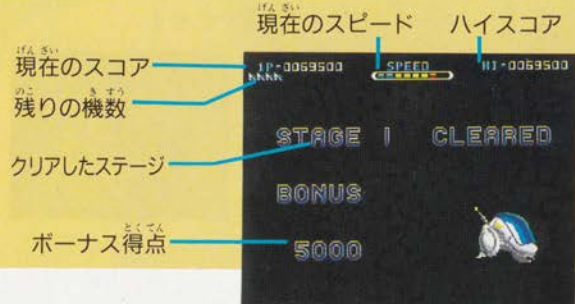 現在のスピード ハイスコア
現在のスコア
残りの機数
クリアしたステージ
ボーナス得点
1P-0069500 SPEED HI-0069500
STAGE 1 CLEARED
BONUS
5000
げんざい
げんざい
のこ きすう
とくてん